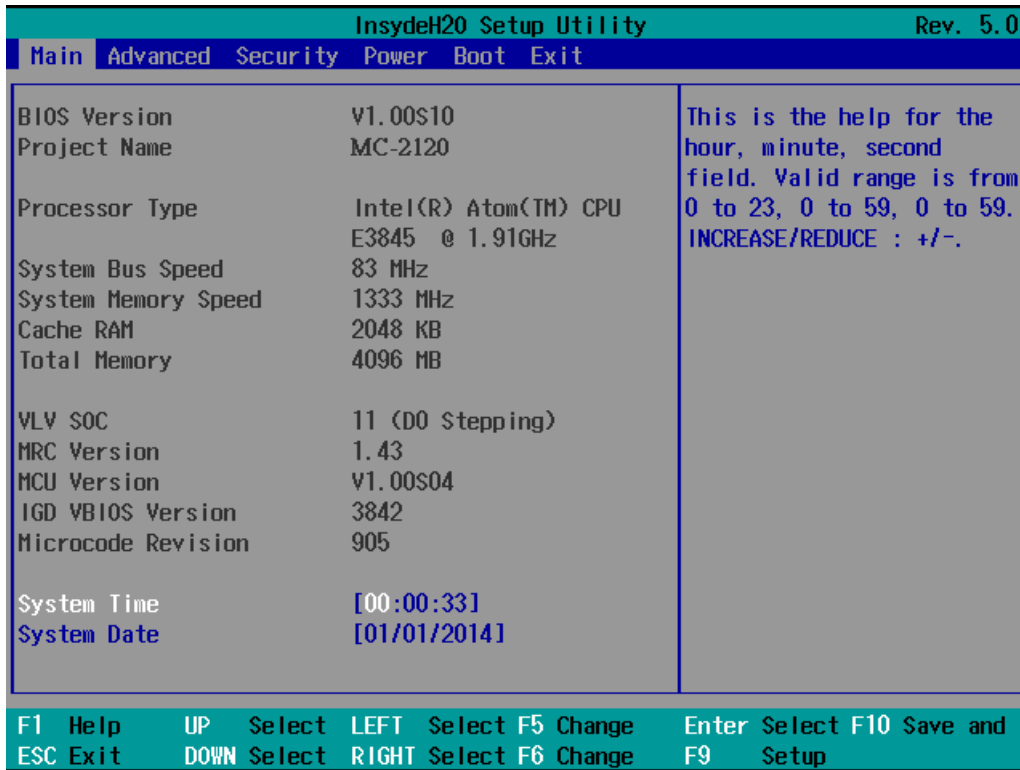 InsydeH20 Setup Utility Rev. 5.0
Main Advanced Security Power Boot Exit
BIOS Version V1.00S10
Project Name MC-2120
Processor Type Intel(R) Atom(TM) CPU
E3845 @ 1.91GHz
System Bus Speed 83 MHz
System Memory Speed 1333 MHz
Cache RAM 2048 KB
Total Memory 4096 MB
VLV SOC 11 (D0 Stepping)
MRC Version 1.43
MCU Version V1.00S04
IGD VBIOS Version 3842
Microcode Revision 905
System Time [00:00:33]
System Date [01/01/2014]
This is the help for the
hour, minute, second
field. Valid range is from
0 to 23, 0 to 59, 0 to 59.
INCREASE/REDUCE : +/-.
F1 Help UP Select LEFT Select F5 Change Enter Select F10 Save and
ESC Exit DOWN Select RIGHT Select F6 Change F9 Setup